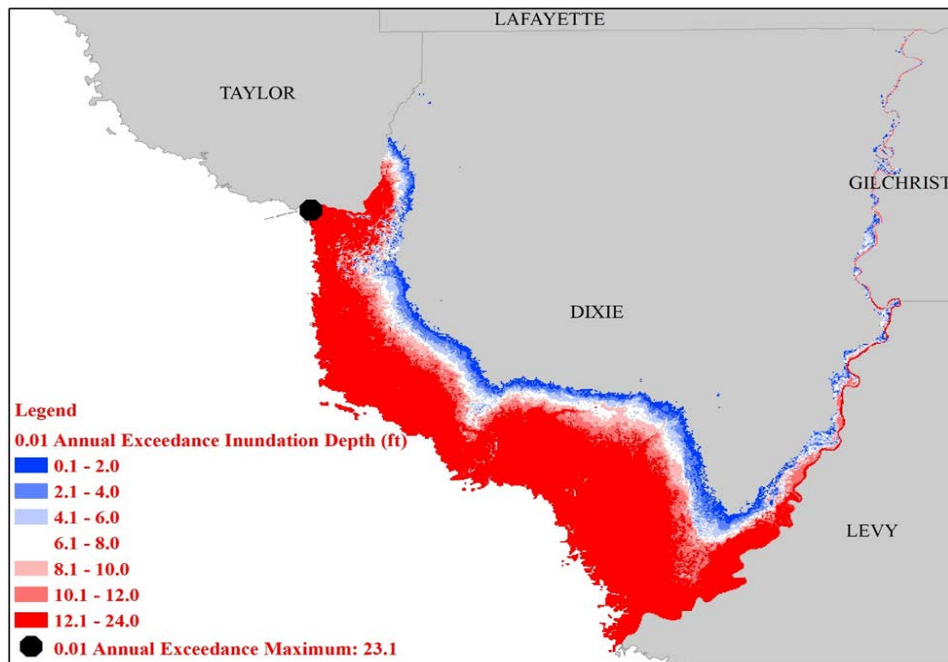 LAFAYETTE
TAYLOR
GILCHRIST
DIXIE
LEVY
Legend
0.01 Annual Exceedance Inundation Depth (ft)
0.1 - 2.0
2.1 - 4.0
4.1 - 6.0
6.1 - 8.0
8.1 - 10.0
10.1 - 12.0
12.1 - 24.0
0.01 Annual Exceedance Maximum: 23.1